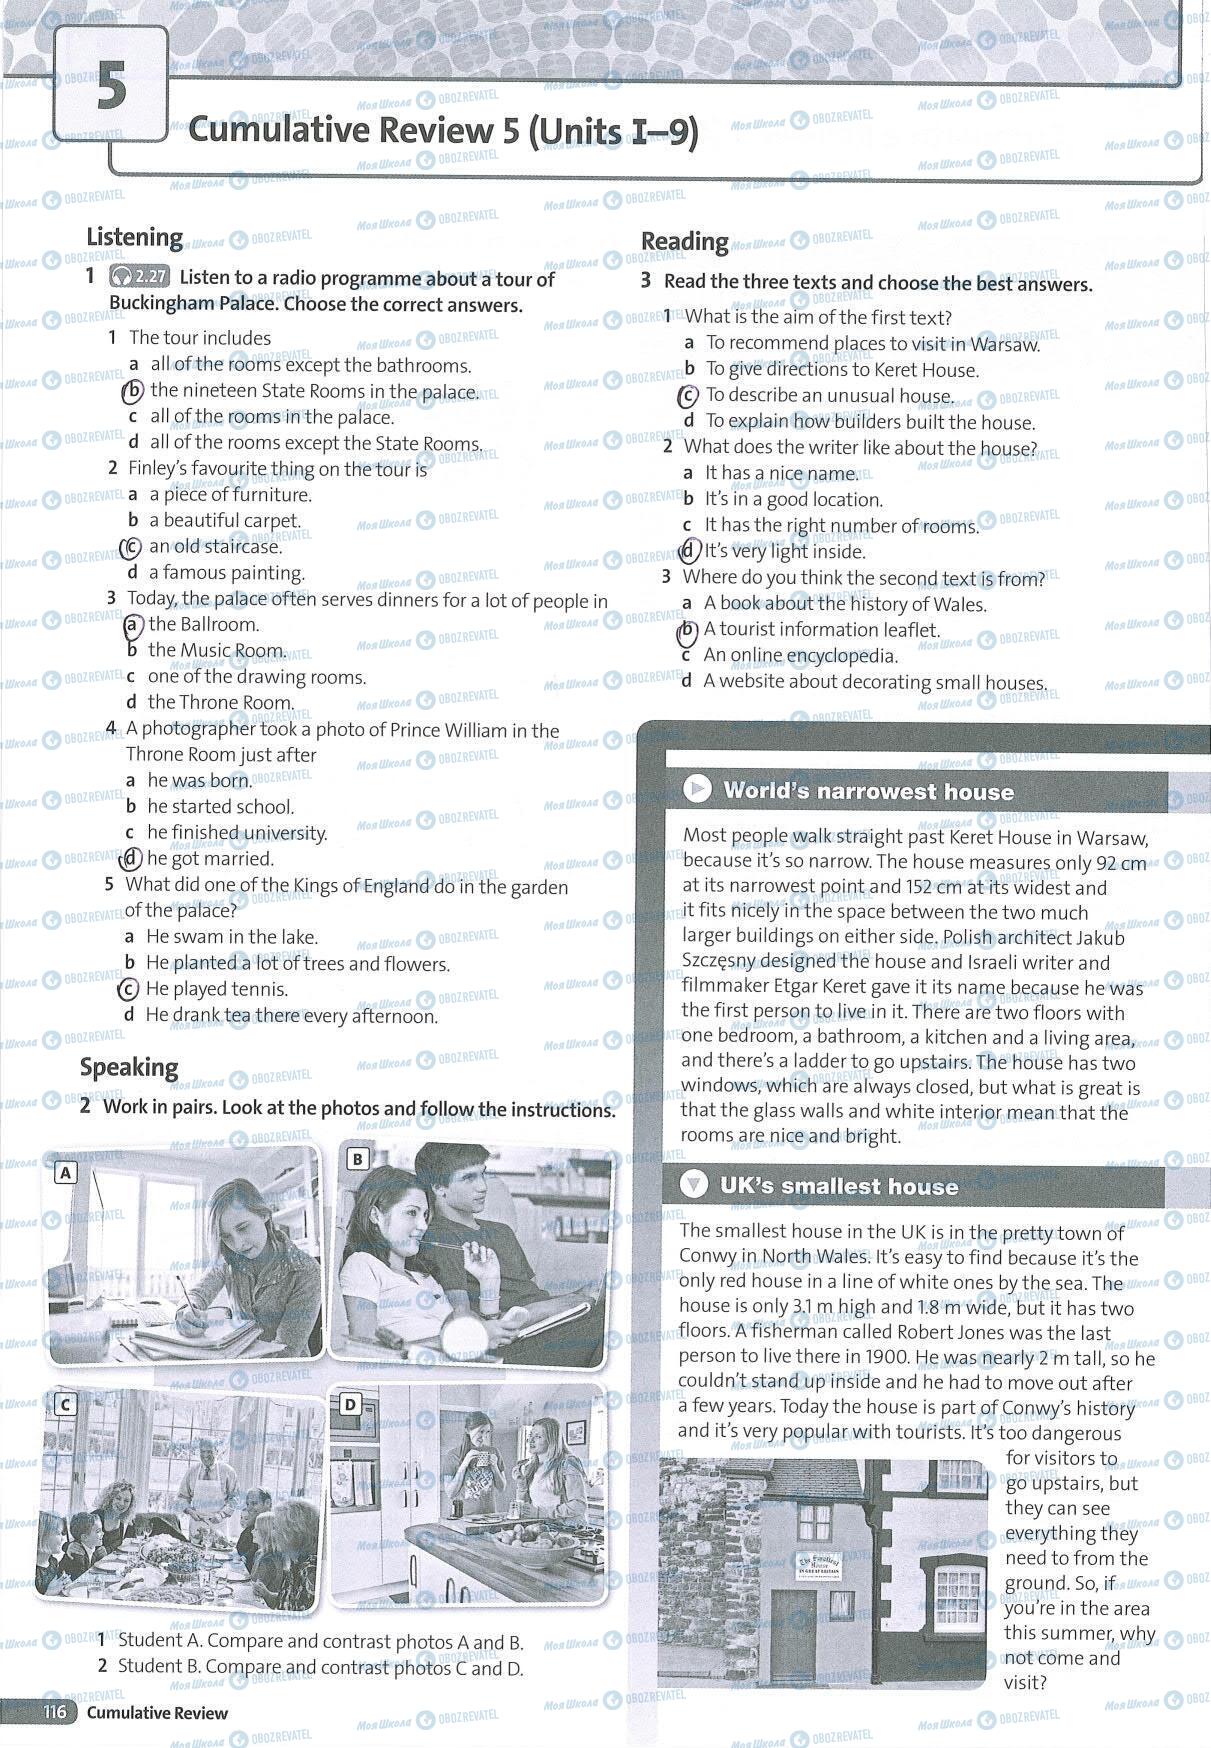 5
Cumulative Review 5 (Units I–9)
Listening
1 2.27 Listen to a radio programme about a tour of
Buckingham Palace. Choose the correct answers.
1 The tour includes
a all of the rooms except the bathrooms.
b the nineteen State Rooms in the palace.
c all of the rooms in the palace.
d all of the rooms except the State Rooms.
2 Finley's favourite thing on the tour is
a a piece of furniture.
b a beautiful carpet.
c an old staircase.
d a famous painting.
3 Today, the palace often serves dinners for a lot of people in
a the Ballroom.
b the Music Room.
c one of the drawing rooms.
d the Throne Room.
4 A photographer took a photo of Prince William in the
Throne Room just after
a he was born.
b he started school.
c he finished university.
d he got married.
5 What did one of the Kings of England do in the garden
of the palace?
a He swam in the lake.
b He planted a lot of trees and flowers.
c He played tennis.
d He drank tea there every afternoon.
Speaking
2 Work in pairs. Look at the photos and follow the instructions.
A
B
C
D
1 Student A. Compare and contrast photos A and B.
2 Student B. Compare and contrast photos C and D.
116 Cumulative Review
Reading
3 Read the three texts and choose the best answers.
1 What is the aim of the first text?
a To recommend places to visit in Warsaw.
b To give directions to Keret House.
c To describe an unusual house.
d To explain how builders built the house.
2 What does the writer like about the house?
a It has a nice name.
b It's in a good location.
c It has the right number of rooms.
d It's very light inside.
3 Where do you think the second text is from?
a A book about the history of Wales.
b A tourist information leaflet.
c An online encyclopedia.
d A website about decorating small houses.
World's narrowest house
Most people walk straight past Keret House in Warsaw,
because it's so narrow. The house measures only 92 cm
at its narrowest point and 152 cm at its widest and
it fits nicely in the space between the two much
larger buildings on either side. Polish architect Jakub
Szczęsny designed the house and Israeli writer and
filmmaker Etgar Keret gave it its name because he was
the first person to live in it. There are two floors with
one bedroom, a bathroom, a kitchen and a living area,
and there's a ladder to go upstairs. The house has two
windows, which are always closed, but what is great is
that the glass walls and white interior mean that the
rooms are nice and bright.
UK's smallest house
The smallest house in the UK is in the pretty town of
Conwy in North Wales. It's easy to find because it's the
only red house in a line of white ones by the sea. The
house is only 3.1 m high and 1.8 m wide, but it has two
floors. A fisherman called Robert Jones was the last
person to live there in 1900. He was nearly 2 m tall, so he
couldn't stand up inside and he had to move out after
a few years. Today the house is part of Conwy's history
and it's very popular with tourists. It's too dangerous
for visitors to
go upstairs, but
they can see
everything they
need to from the
ground. So, if
you're in the area
this summer, why
not come and
visit?
The Smallest
House
IN GREAT BRITAIN
Моя Школа OBOZREVATEL